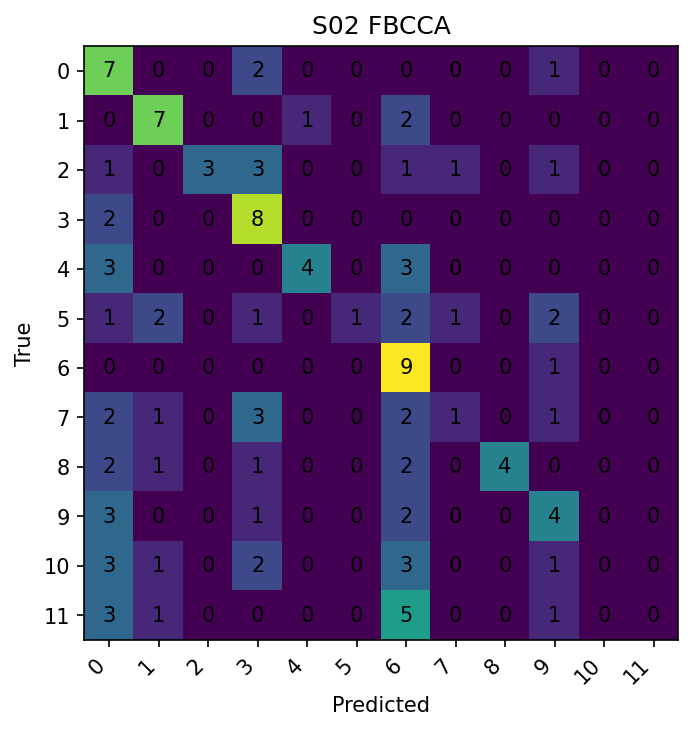 S02 FBCCA
0 7 0 0 2 0 0 0 0 0 1 0 0
1 0 7 0 0 1 0 2 0 0 0 0 0
2 1 0 3 3 0 0 1 1 0 1 0 0
3 2 0 0 8 0 0 0 0 0 0 0 0
4 3 0 0 0 4 0 3 0 0 0 0 0
5 1 2 0 1 0 1 2 1 0 2 0 0
True
6 0 0 0 0 0 0 9 0 0 1 0 0
7 2 1 0 3 0 0 2 1 0 1 0 0
8 2 1 0 1 0 0 2 0 4 0 0 0
9 3 0 0 1 0 0 2 0 0 4 0 0
10 3 1 0 2 0 0 3 0 0 1 0 0
11 3 1 0 0 0 0 5 0 0 1 0 0
0 1 2 3 4 5 6 7 8 9 10 11
Predicted